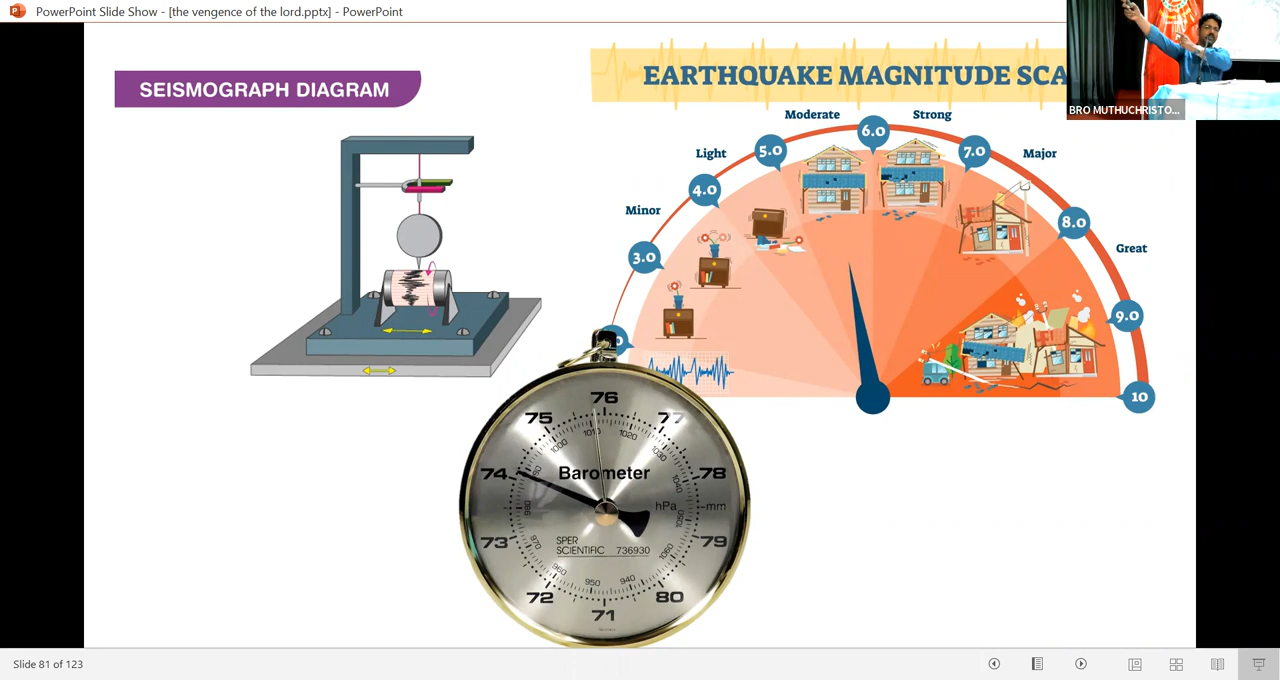 PowerPoint Slide Show - [the vengence of the lord.pptx] - PowerPoint
BRO MUTHUCHRISTO...
SEISMOGRAPH DIAGRAM
EARTHQUAKE MAGNITUDE SCA
Minor
Light
Moderate
Strong
Major
Great
3.0
4.0
5.0
6.0
7.0
8.0
9.0
10
71
72
73
74
75
76
77
78
79
80
940
950
960
970
980
1000
1020
1030
1040
1050
1060
Barometer
hPa
mm
SPER
SCIENTIFIC 736930
Slide 81 of 123